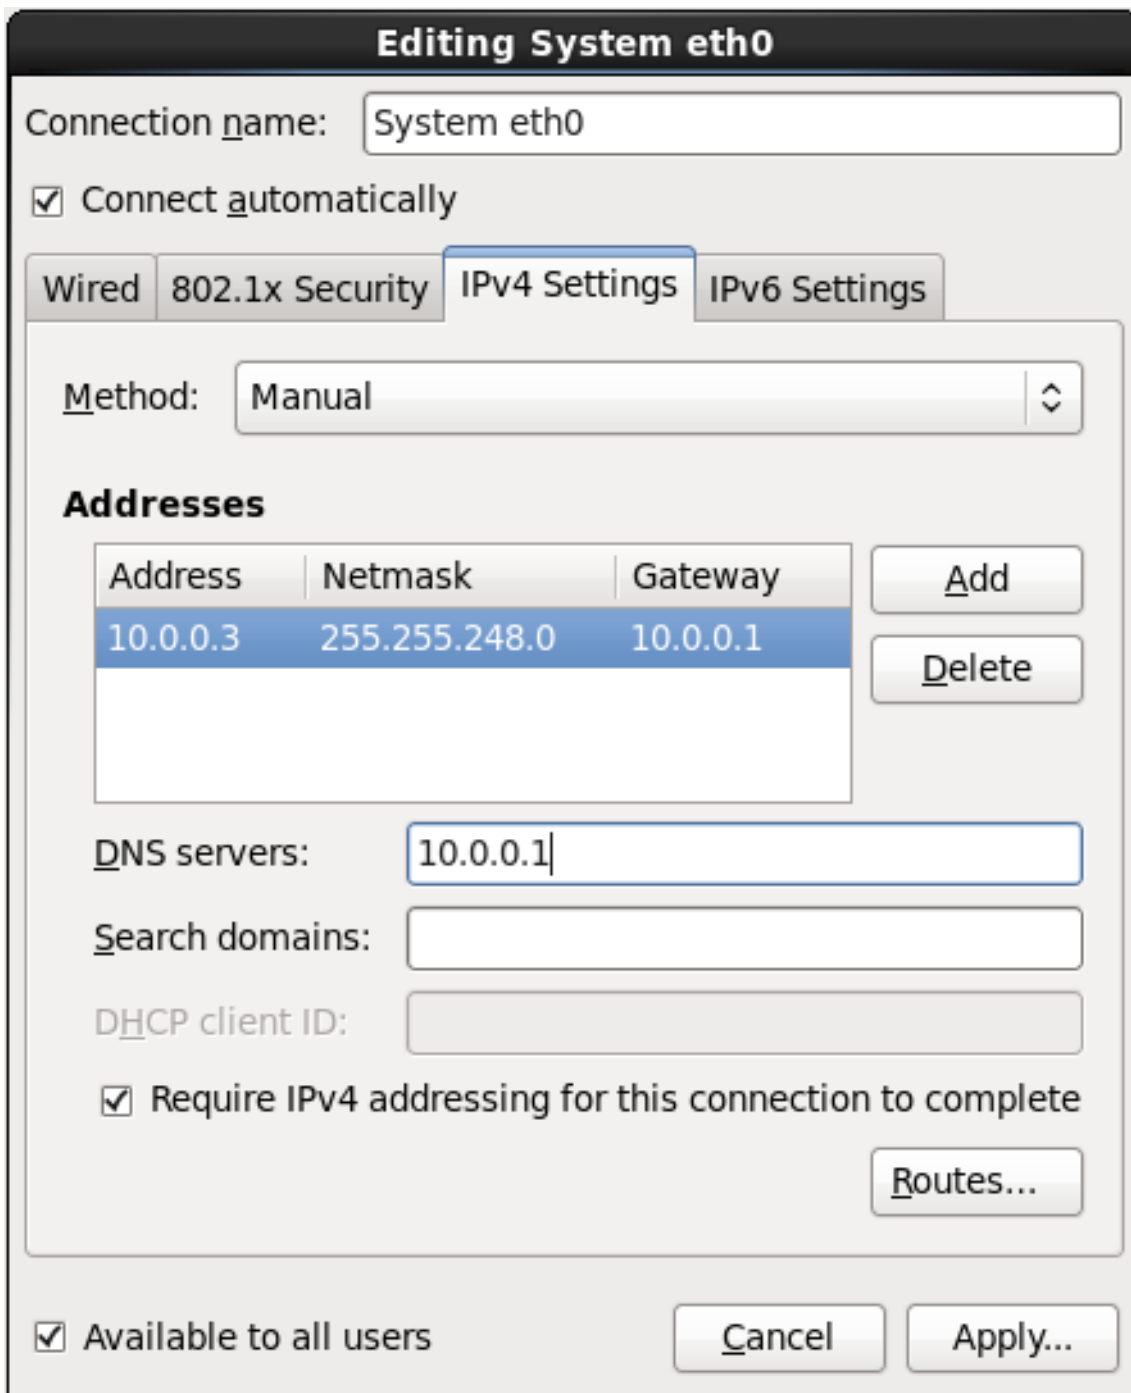 Editing System eth0
Connection name: System eth0
Connect automatically
Wired 802.1x Security IPv4 Settings IPv6 Settings
Method: Manual
Addresses
Address Netmask Gateway Add
10.0.0.3 255.255.248.0 10.0.0.1
Delete
DNS servers: 10.0.0.1
Search domains:
DHCP client ID:
Require IPv4 addressing for this connection to complete
Routes...
Available to all users Cancel Apply...